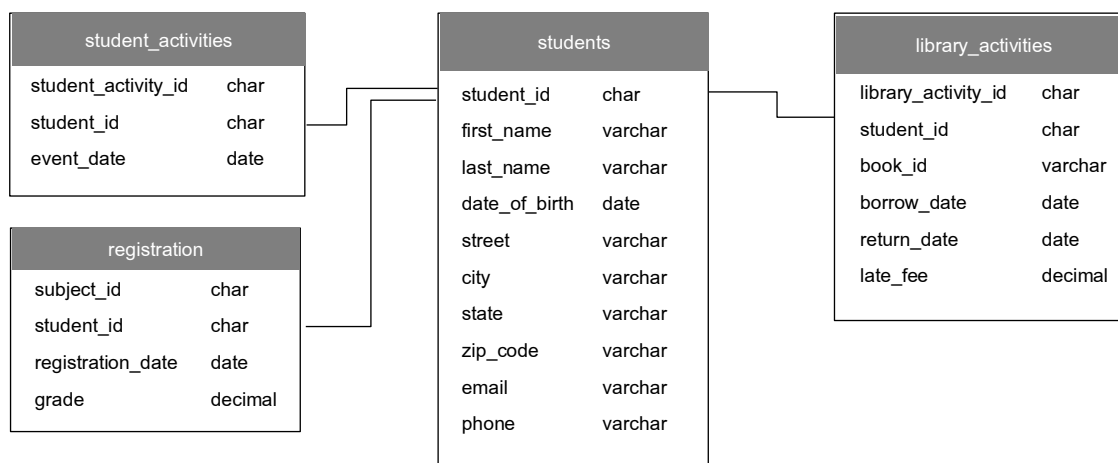 student_activities
student_activity_id char
student_id char
event_date date
registration
subject_id char
student_id char
registration_date date
grade decimal
students
student_id char
first_name varchar
last_name varchar
date_of_birth date
street varchar
city varchar
state varchar
zip_code varchar
email varchar
phone varchar
library_activities
library_activity_id char
student_id char
book_id varchar
borrow_date date
return_date date
late_fee decimal